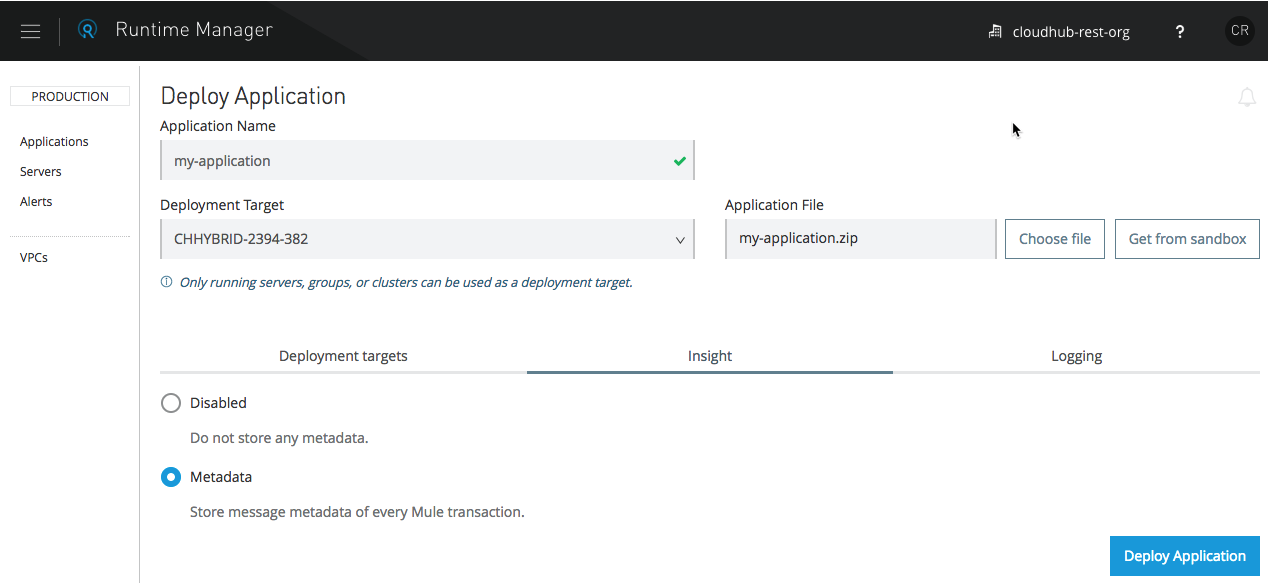 Runtime Manager
cloudhub-rest-org
?
CR
PRODUCTION
Applications
Servers
Alerts
VPCs
Deploy Application
Application Name
my-application
Deployment Target
CHHYBRID-2394-382
Only running servers, groups, or clusters can be used as a deployment target.
Application File
my-application.zip
Choose file
Get from sandbox
Deployment targets
Insight
Logging
Disabled
Do not store any metadata.
Metadata
Store message metadata of every Mule transaction.
Deploy Application